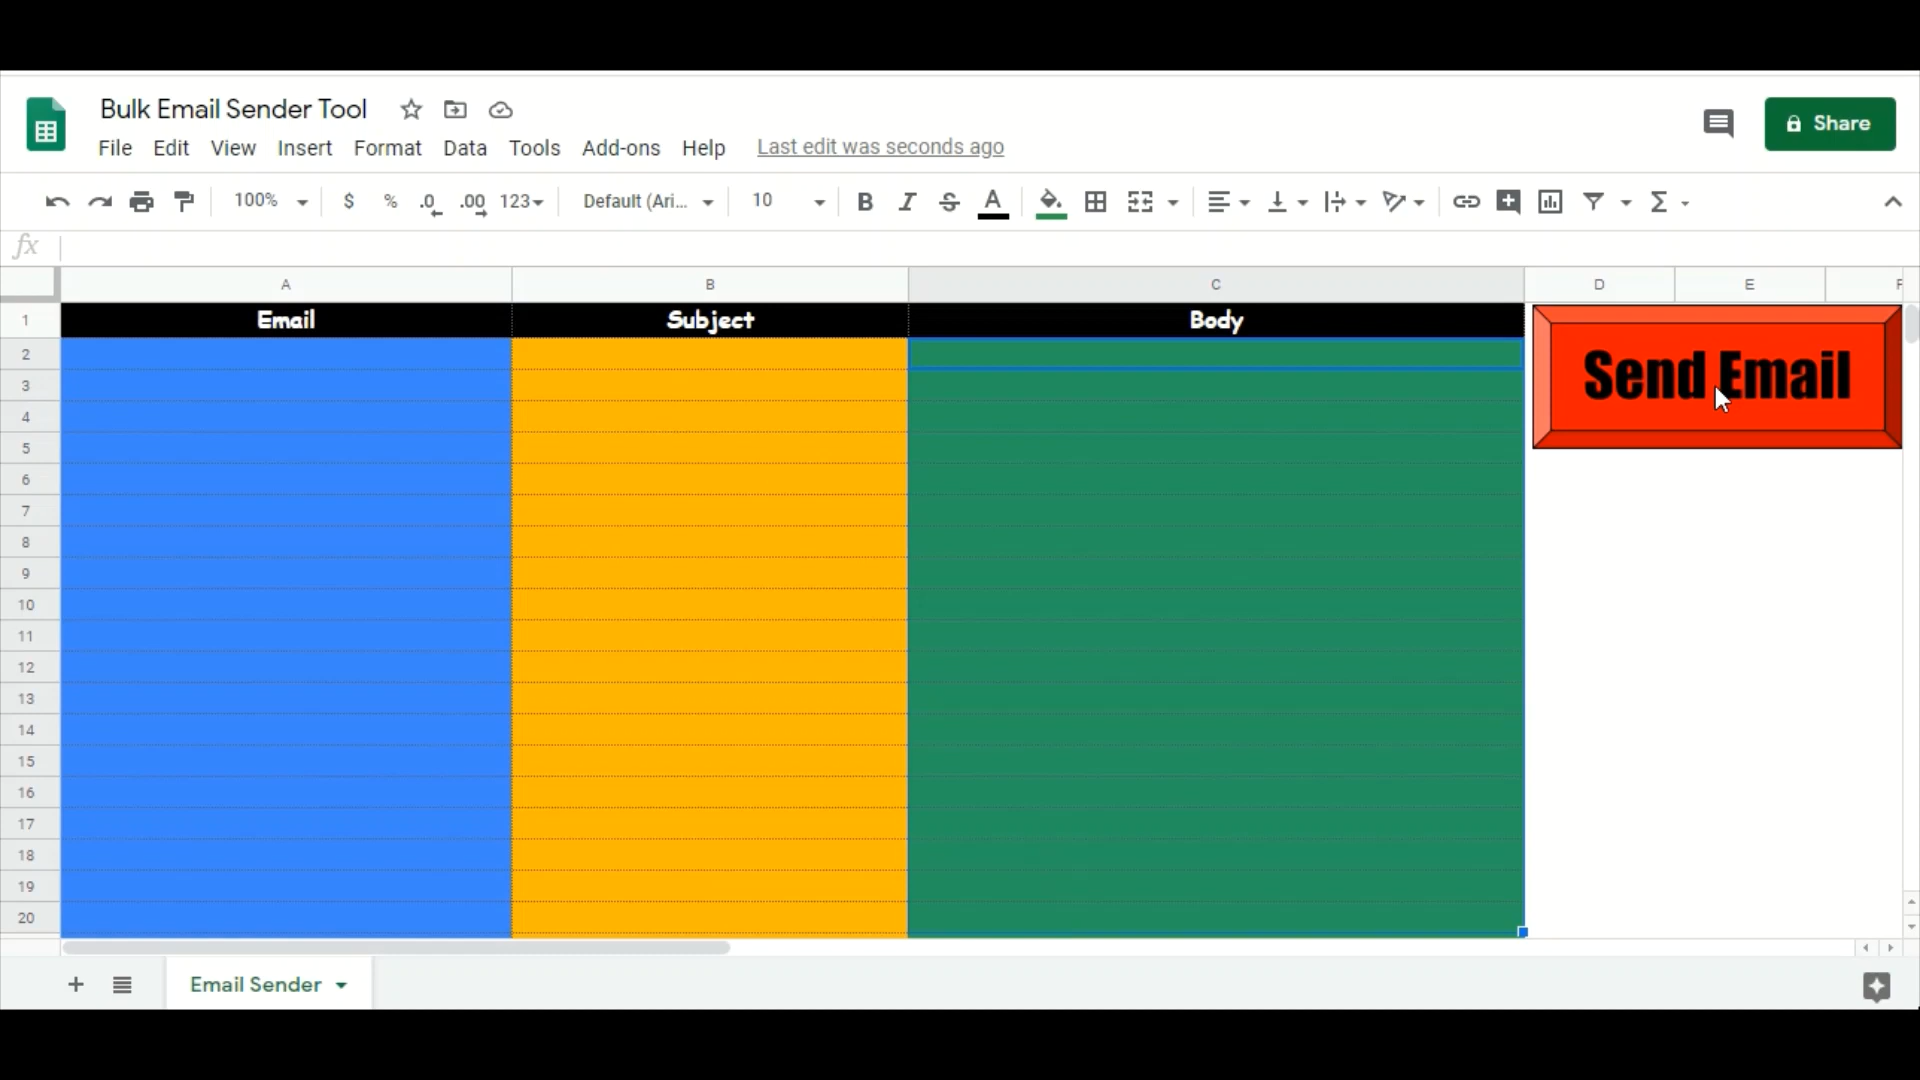 Bulk Email Sender Tool
File Edit View Insert Format Data Tools Add-ons Help Last edit was seconds ago
Share
100% $ % .0 .00 123 Default (Ari... 10 B I S A Σ
fx
A B C D E F
1 Email Subject Body
Send Email
2
3
4
5
6
7
8
9
10
11
12
13
14
15
16
17
18
19
20
Email Sender